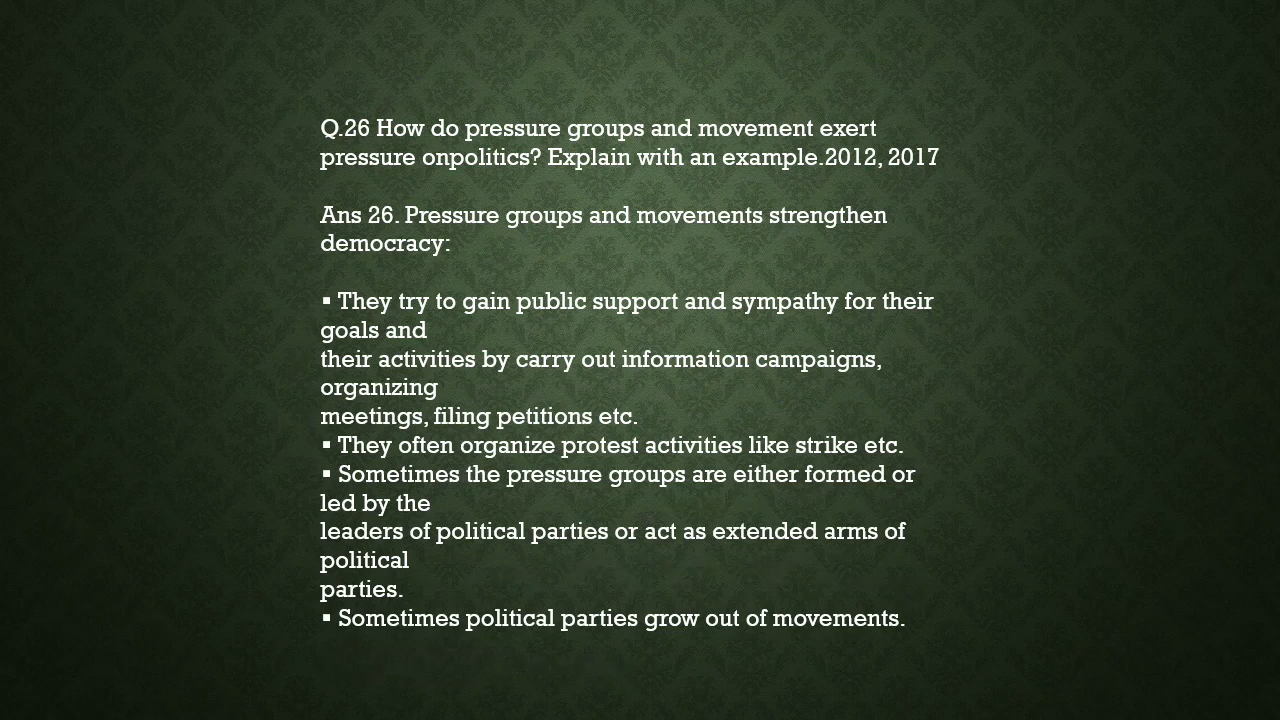 Q.26 How do pressure groups and movement exert
pressure onpolitics? Explain with an example.2012, 2017
Ans 26. Pressure groups and movements strengthen
democracy:
▪ They try to gain public support and sympathy for their
goals and
their activities by carry out information campaigns,
organizing
meetings, filing petitions etc.
▪ They often organize protest activities like strike etc.
▪ Sometimes the pressure groups are either formed or
led by the
leaders of political parties or act as extended arms of
political
parties.
▪ Sometimes political parties grow out of movements.